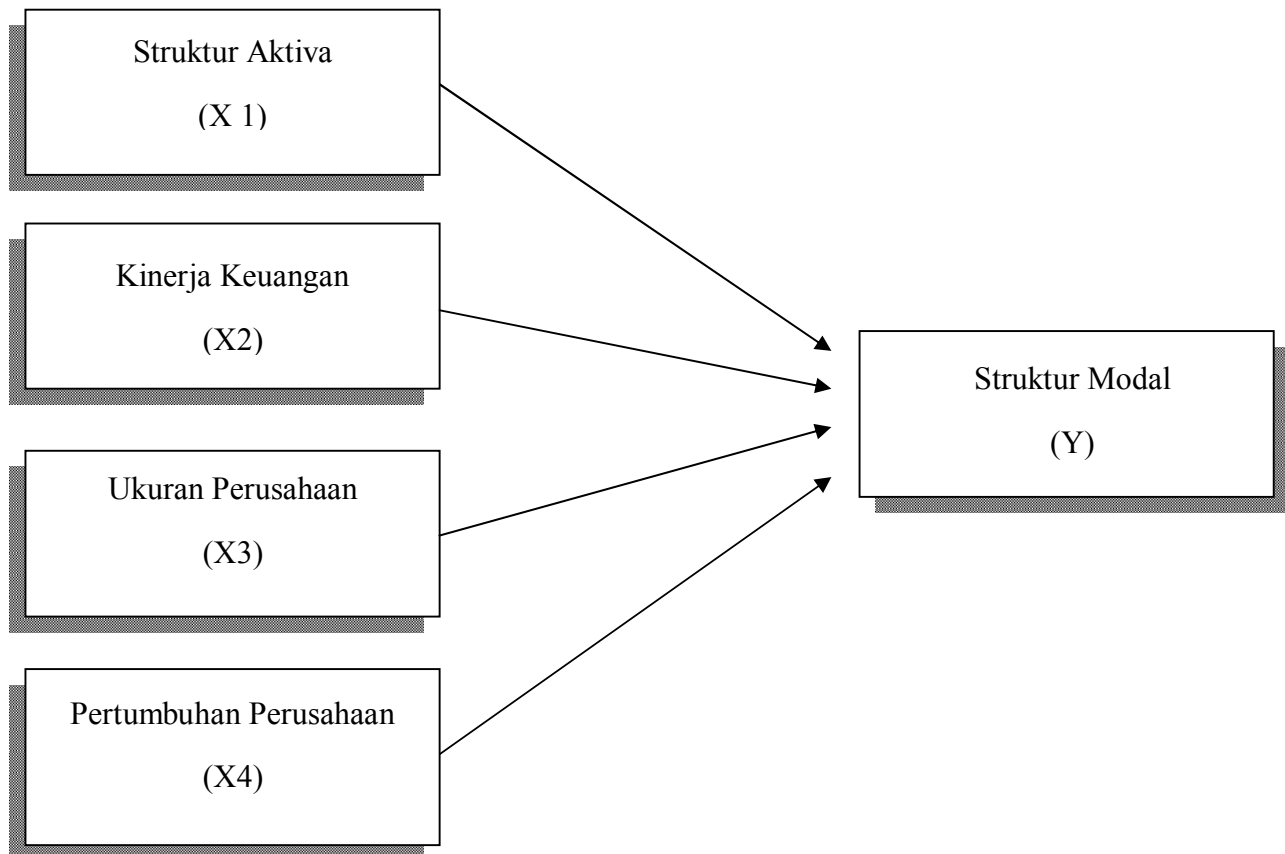 Struktur Aktiva
(X 1)
Kinerja Keuangan
(X2)
Ukuran Perusahaan
(X3)
Pertumbuhan Perusahaan
(X4)
Struktur Modal
(Y)